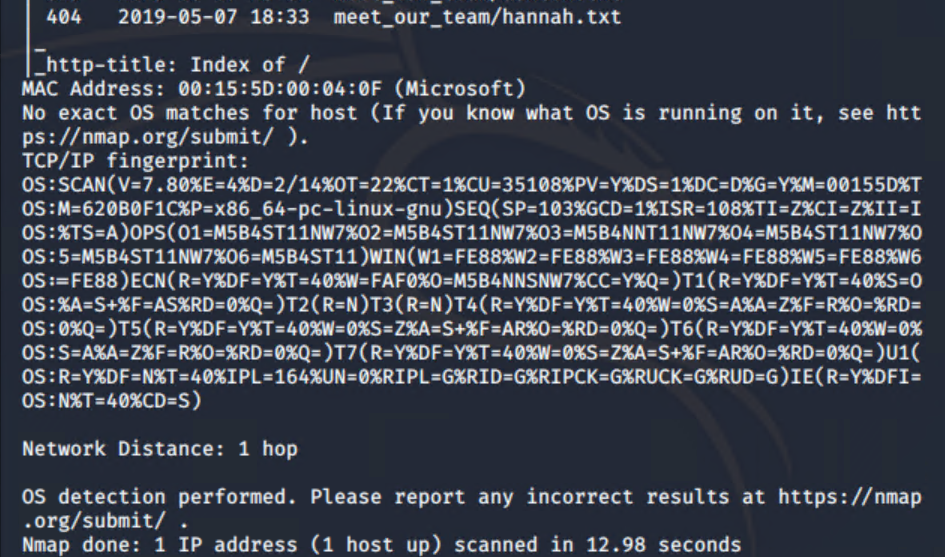 404   2019-05-07 18:33  meet_our_team/hannah.txt
|_
|_http-title: Index of /
MAC Address: 00:15:5D:00:04:0F (Microsoft)
No exact OS matches for host (If you know what OS is running on it, see htt
ps://nmap.org/submit/ ).
TCP/IP fingerprint:
OS:SCAN(V=7.80%E=4%D=2/14%OT=22%CT=1%CU=35108%PV=Y%DS=1%DC=D%G=Y%M=00155D%T
OS:M=620B0F1C%P=x86_64-pc-linux-gnu)SEQ(SP=103%GCD=1%ISR=108%TI=Z%CI=Z%II=I
OS:%TS=A)OPS(O1=M5B4ST11NW7%O2=M5B4ST11NW7%O3=M5B4NNT11NW7%O4=M5B4ST11NW7%O
OS:5=M5B4ST11NW7%O6=M5B4ST11)WIN(W1=FE88%W2=FE88%W3=FE88%W4=FE88%W5=FE88%W6
OS:=FE88)ECN(R=Y%DF=Y%T=40%W=FAF0%O=M5B4NNSNW7%CC=Y%Q=)T1(R=Y%DF=Y%T=40%S=O
OS:%A=S+%F=AS%RD=0%Q=)T2(R=N)T3(R=N)T4(R=Y%DF=Y%T=40%W=0%S=A%A=Z%F=R%O=%RD=
OS:0%Q=)T5(R=Y%DF=Y%T=40%W=0%S=Z%A=S+%F=AR%O=%RD=0%Q=)T6(R=Y%DF=Y%T=40%W=0%
OS:S=A%A=Z%F=R%O=%RD=0%Q=)T7(R=Y%DF=Y%T=40%W=0%S=Z%A=S+%F=AR%O=%RD=0%Q=)U1(
OS:R=Y%DF=N%T=40%IPL=164%UN=0%RIPL=G%RID=G%RIPCK=G%RUCK=G%RUD=G)IE(R=Y%DFI=
OS:N%T=40%CD=S)
Network Distance: 1 hop
OS detection performed. Please report any incorrect results at https://nmap
.org/submit/ .
Nmap done: 1 IP address (1 host up) scanned in 12.98 seconds